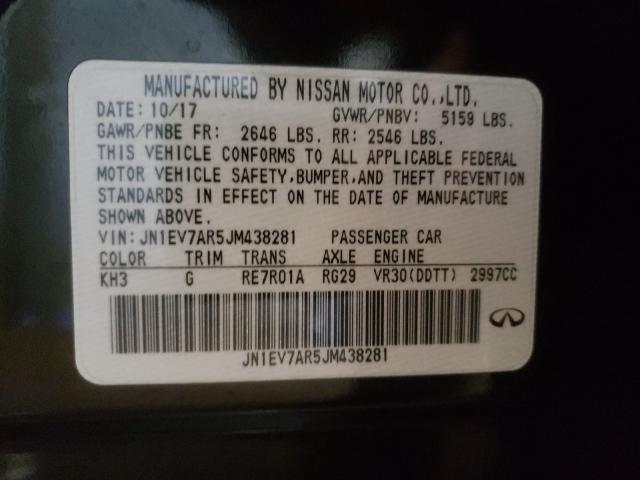 MANUFACTURED BY NISSAN MOTOR CO.,LTD.
DATE: 10/17 GVWR/PNBV: 5159 LBS.
GAWR/PNBE FR: 2646 LBS. RR: 2546 LBS.
THIS VEHICLE CONFORMS TO ALL APPLICABLE FEDERAL
MOTOR VEHICLE SAFETY,BUMPER,AND THEFT PREVENTION
STANDARDS IN EFFECT ON THE DATE OF MANUFACTURE
SHOWN ABOVE.
VIN:JN1EV7AR5JM438281 PASSENGER CAR
COLOR TRIM TRANS AXLE ENGINE
KH3 G RE7R01A RG29 VR30(DDTT) 2997CC
JN1EV7AR5JM438281